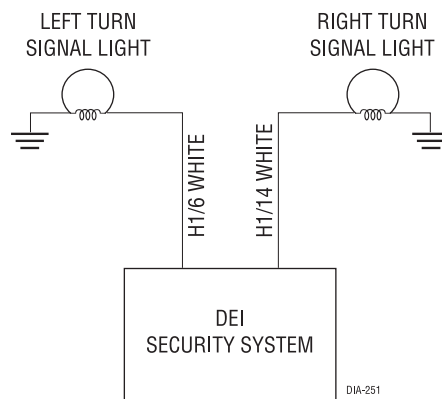 LEFT TURN
SIGNAL LIGHT
RIGHT TURN
SIGNAL LIGHT
H1/6 WHITE
H1/14 WHITE
DEI
SECURITY SYSTEM
DIA-251